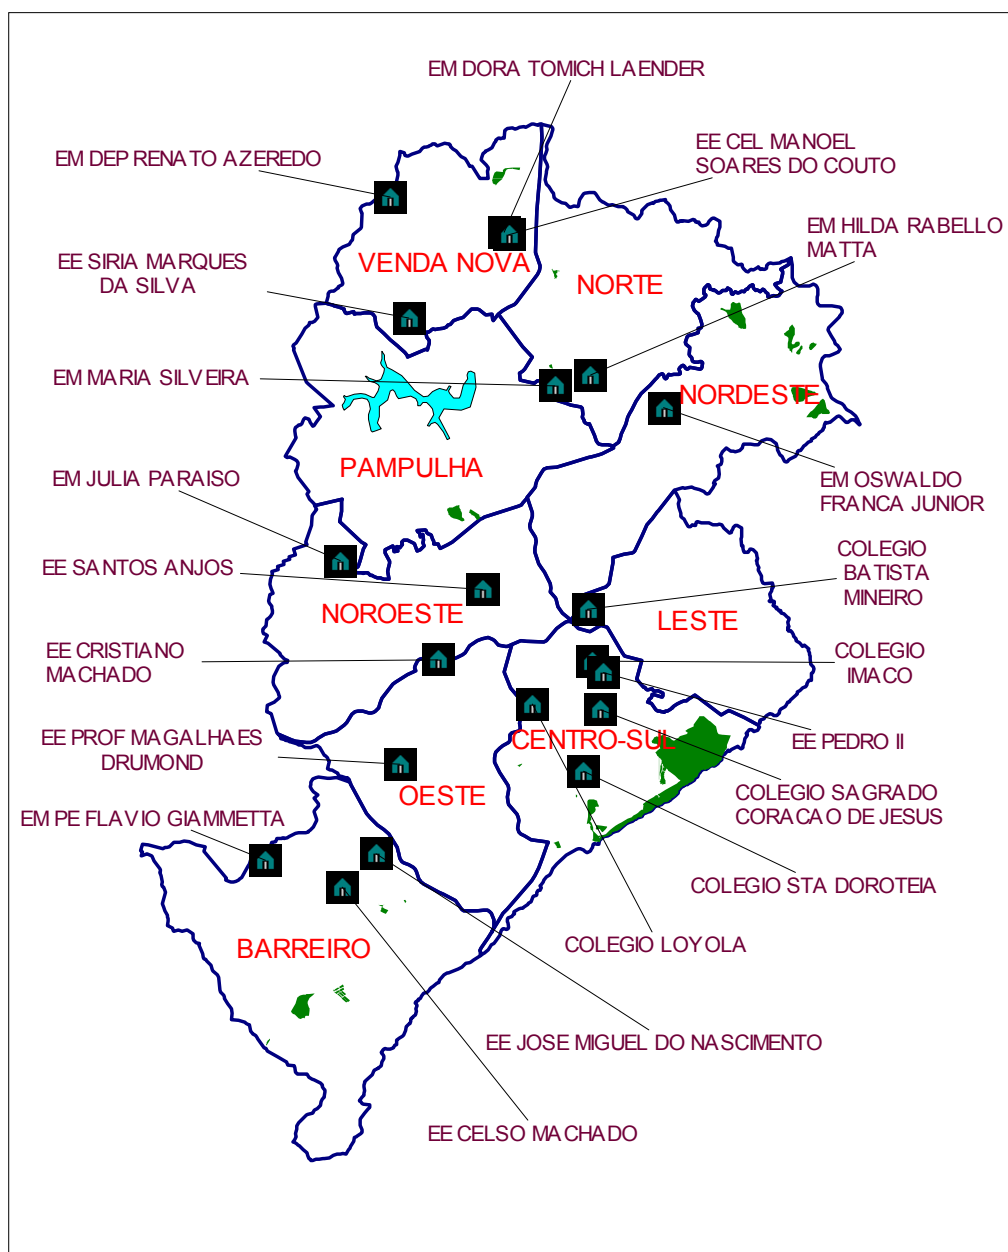 EM DORA TOMICH LAENDER
EE CEL MANOEL
SOARES DO COUTO
EM DEP RENATO AZEREDO
EM HILDA RABELLO
MATTA
EE SIRIA MARQUES
DA SILVA
VENDA NOVA
NORTE
EM MARIA SILVEIRA
NORDESTE
PAMPULHA
EM JULIA PARAISO
EM OSWALDO
FRANCA JUNIOR
EE SANTOS ANJOS
COLEGIO
BATISTA
MINEIRO
NOROESTE
LESTE
EE CRISTIANO
MACHADO
COLEGIO
IMACO
EE PROF MAGALHAES
DRUMOND
CENTRO-SUL
EE PEDRO II
OESTE
COLEGIO SAGRADO
CORACAO DE JESUS
EM PE FLAVIO GIAMMETTA
COLEGIO STA DOROTEIA
BARREIRO
COLEGIO LOYOLA
EE JOSE MIGUEL DO NASCIMENTO
EE CELSO MACHADO